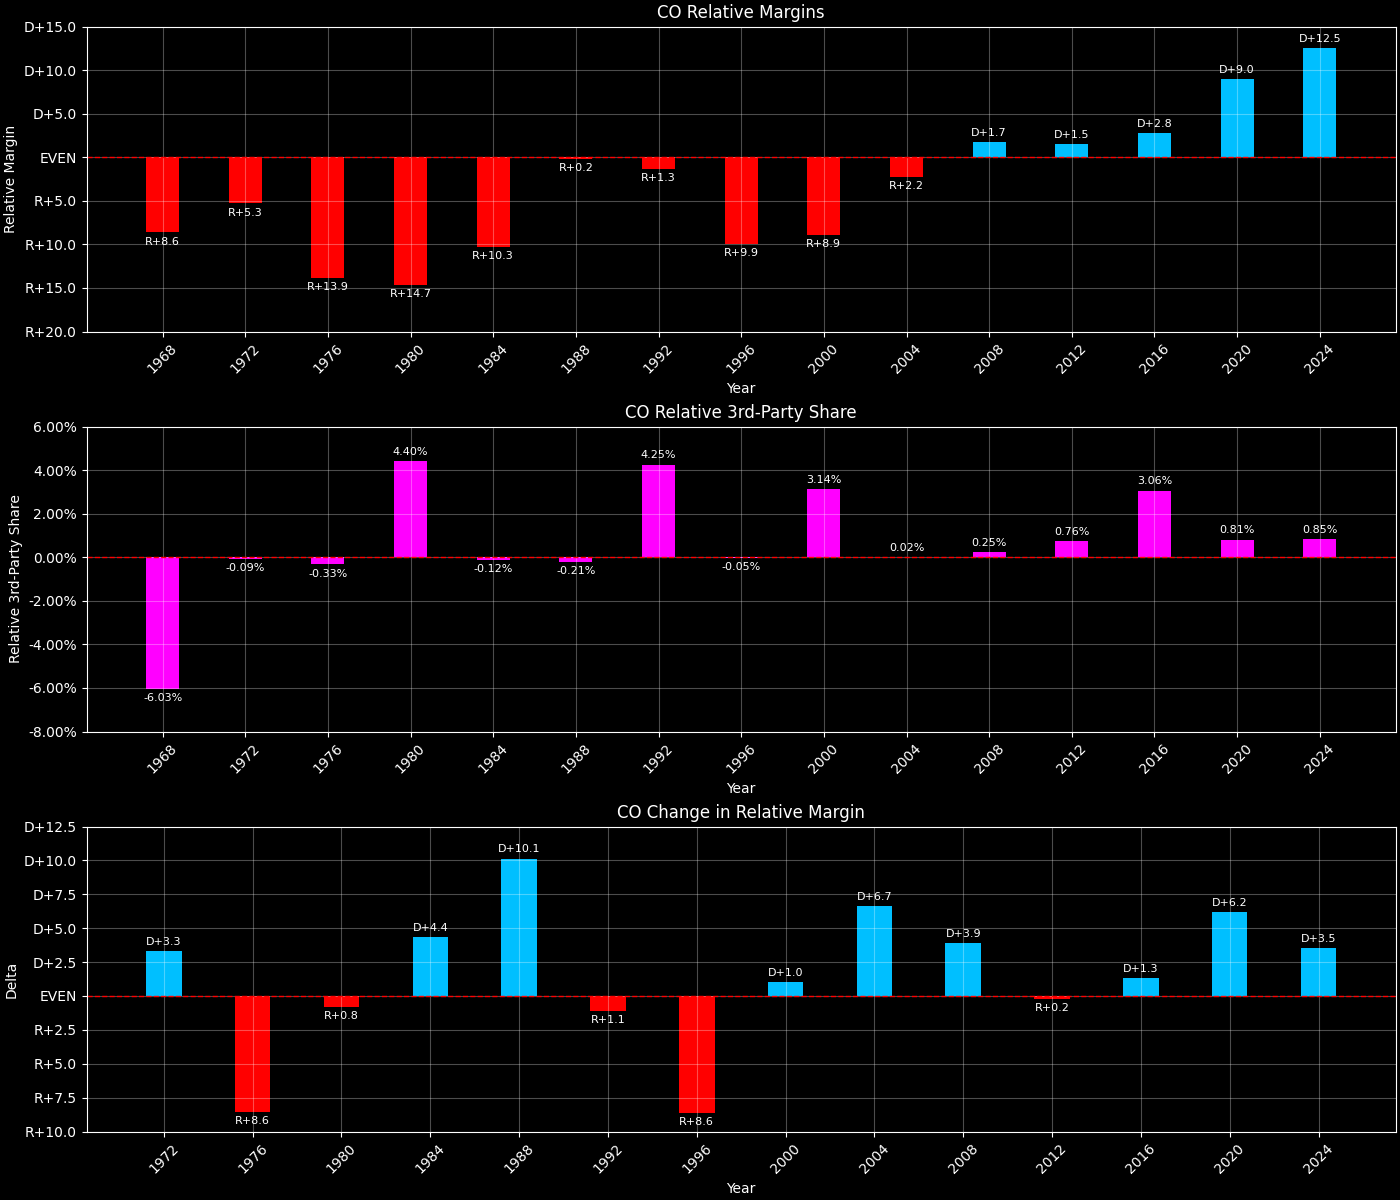 CO Relative Margins
D+15.0
D+10.0
D+5.0
EVEN
R+5.0
R+10.0
R+15.0
R+20.0
Relative Margin
R+8.6
R+5.3
R+13.9
R+14.7
R+10.3
R+0.2
R+1.3
R+9.9
R+8.9
R+2.2
D+1.7
D+1.5
D+2.8
D+9.0
D+12.5
1968 1972 1976 1980 1984 1988 1992 1996 2000 2004 2008 2012 2016 2020 2024
Year
CO Relative 3rd-Party Share
6.00%
4.00%
2.00%
0.00%
-2.00%
-4.00%
-6.00%
-8.00%
Relative 3rd-Party Share
-6.03%
-0.09%
-0.33%
4.40%
-0.12%
-0.21%
4.25%
-0.05%
3.14%
0.02%
0.25%
0.76%
3.06%
0.81%
0.85%
1968 1972 1976 1980 1984 1988 1992 1996 2000 2004 2008 2012 2016 2020 2024
Year
CO Change in Relative Margin
D+12.5
D+10.0
D+7.5
D+5.0
D+2.5
EVEN
R+2.5
R+5.0
R+7.5
R+10.0
Delta
D+3.3
R+8.6
R+0.8
D+4.4
D+10.1
R+1.1
R+8.6
D+1.0
D+6.7
D+3.9
R+0.2
D+1.3
D+6.2
D+3.5
1972 1976 1980 1984 1988 1992 1996 2000 2004 2008 2012 2016 2020 2024
Year